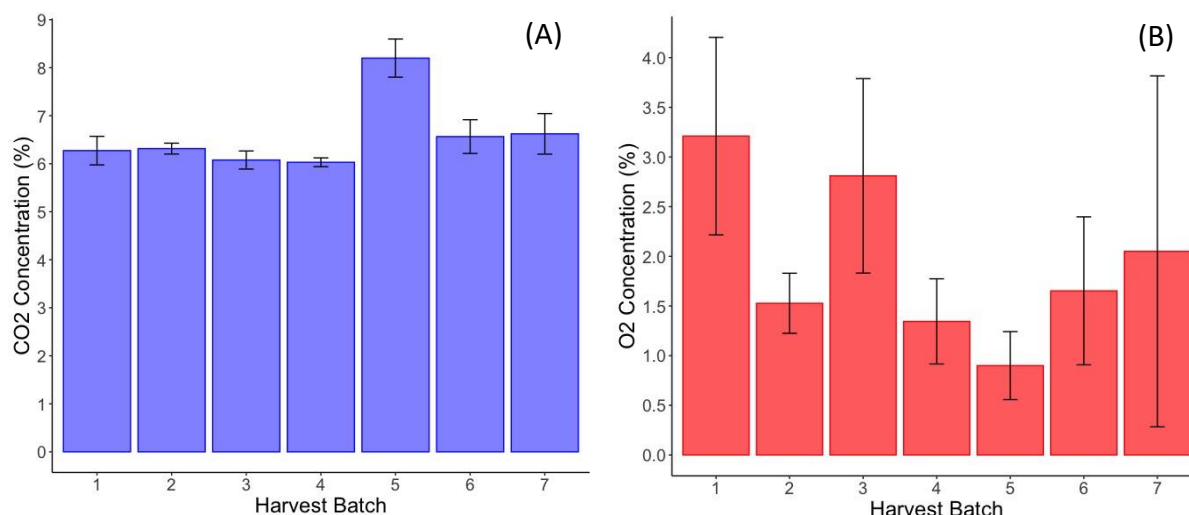 (A)
CO2 Concentration (%)
9
8
7
6
5
4
3
2
1
0
1 2 3 4 5 6 7
Harvest Batch
(B)
O2 Concentration (%)
4.0
3.5
3.0
2.5
2.0
1.5
1.0
0.5
0.0
1 2 3 4 5 6 7
Harvest Batch